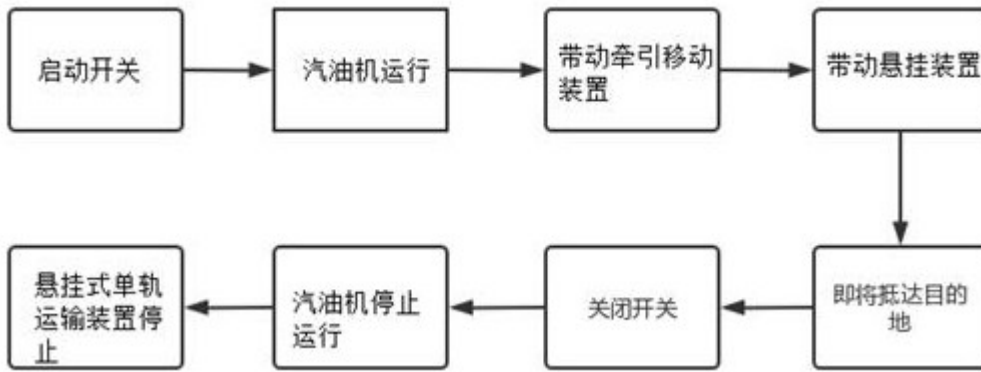 启动开关
汽油机运行
带动牵引移动
装置
带动悬挂装置
即将抵达目的
地
关闭开关
汽油机停止
运行
悬挂式单轨
运输装置停
止